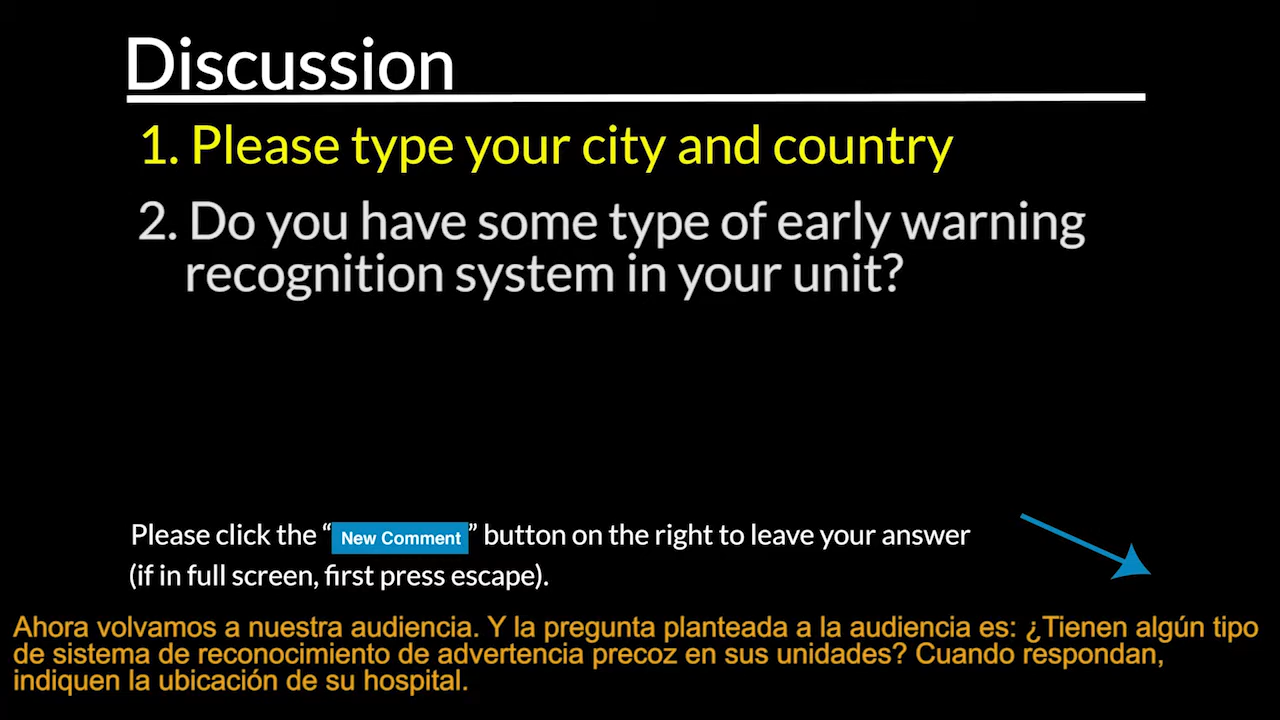 Discussion
1. Please type your city and country
2. Do you have some type of early warning
recognition system in your unit?
Please click the “New Comment” button on the right to leave your answer
(if in full screen, first press escape).
Ahora volvamos a nuestra audiencia. Y la pregunta planteada a la audiencia es: ¿Tienen algún tipo
de sistema de reconocimiento de advertencia precoz en sus unidades? Cuando respondan,
indiquen la ubicación de su hospital.